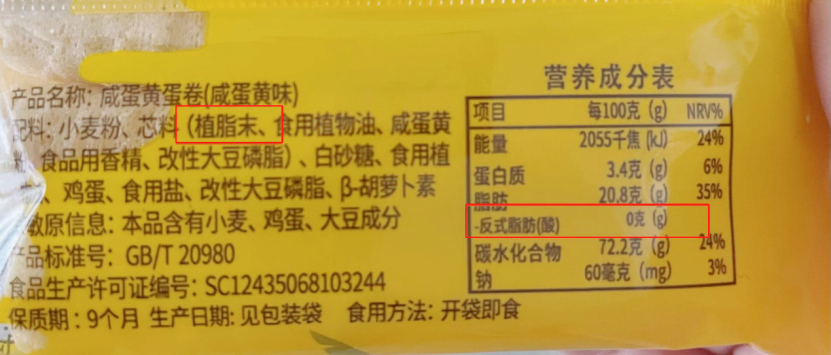 产品名称: 咸蛋黄蛋卷(咸蛋黄味)
配料: 小麦粉、芯料 (植脂末、食用植物油、咸蛋黄
粉、食品用香精、改性大豆磷脂)、白砂糖、食用植
、鸡蛋、食用盐、改性大豆磷脂、β-胡萝卜素
敏原信息: 本品含有小麦、鸡蛋、大豆成分
产品标准号: GB/T 20980
食品生产许可证编号: SC12435068103244
保质期: 9个月 生产日期: 见包装袋 食用方法: 开袋即食
营养成分表
项目 每100克 (g) NRV%
能量 2055千焦 (kJ) 24%
蛋白质 3.4克 (g) 6%
脂肪 20.8克 (g) 35%
-反式脂肪(酸) 0克 (g)
碳水化合物 72.2克 (g) 24%
钠 60毫克 (mg) 3%